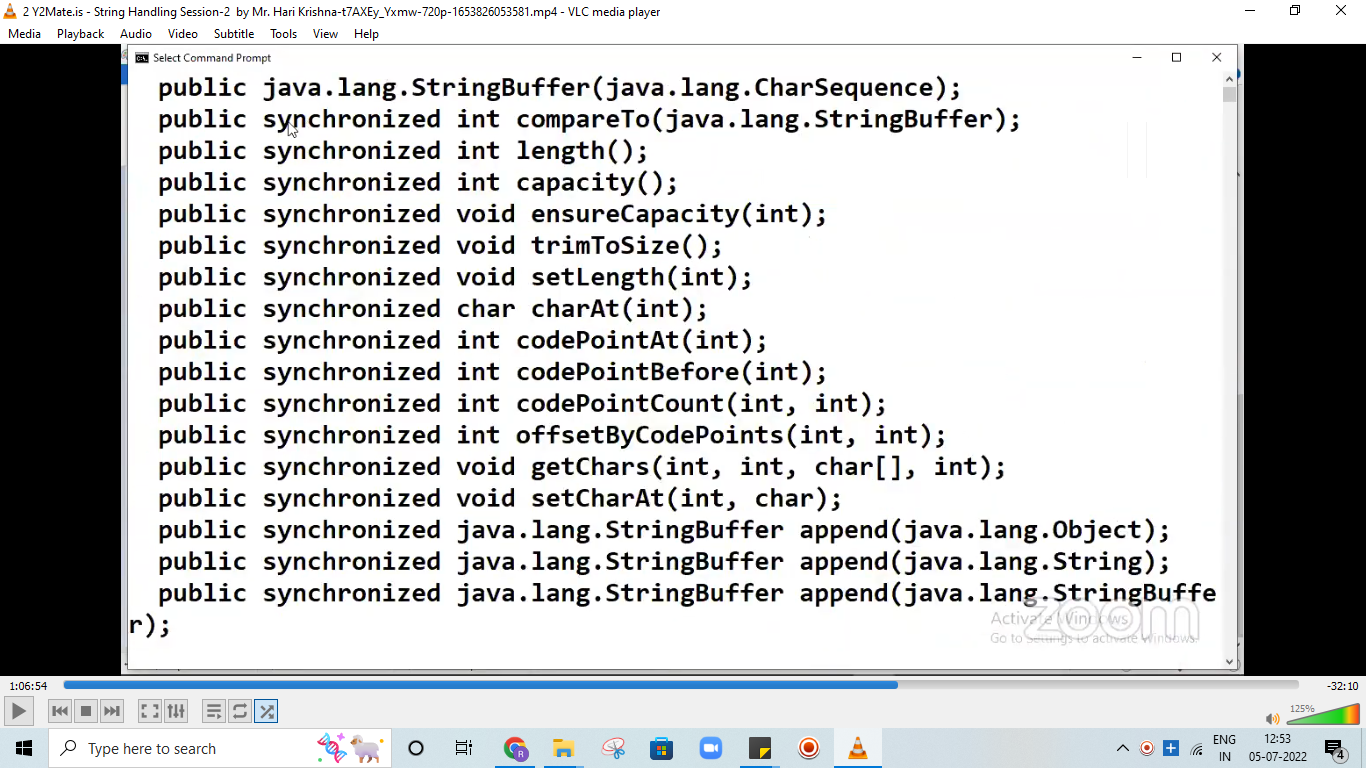 2 Y2Mate.is - String Handling Session-2 by Mr. Hari Krishna-t7AXEy_Yxmw-720p-1653826053581.mp4 - VLC media player
Media Playback Audio Video Subtitle Tools View Help
Select Command Prompt
public java.lang.StringBuffer(java.lang.CharSequence);
public synchronized int compareTo(java.lang.StringBuffer);
public synchronized int length();
public synchronized int capacity();
public synchronized void ensureCapacity(int);
public synchronized void trimToSize();
public synchronized void setLength(int);
public synchronized char charAt(int);
public synchronized int codePointAt(int);
public synchronized int codePointBefore(int);
public synchronized int codePointCount(int, int);
public synchronized int offsetByCodePoints(int, int);
public synchronized void getChars(int, int, char[], int);
public synchronized void setCharAt(int, char);
public synchronized java.lang.StringBuffer append(java.lang.Object);
public synchronized java.lang.StringBuffer append(java.lang.String);
public synchronized java.lang.StringBuffer append(java.lang.StringBuffe
r);
zoom
Activate Windows
Go to Settings to activate Windows.
1:06:54 -32:10
125%
Type here to search
R
ENG
IN
12:53
05-07-2022
4